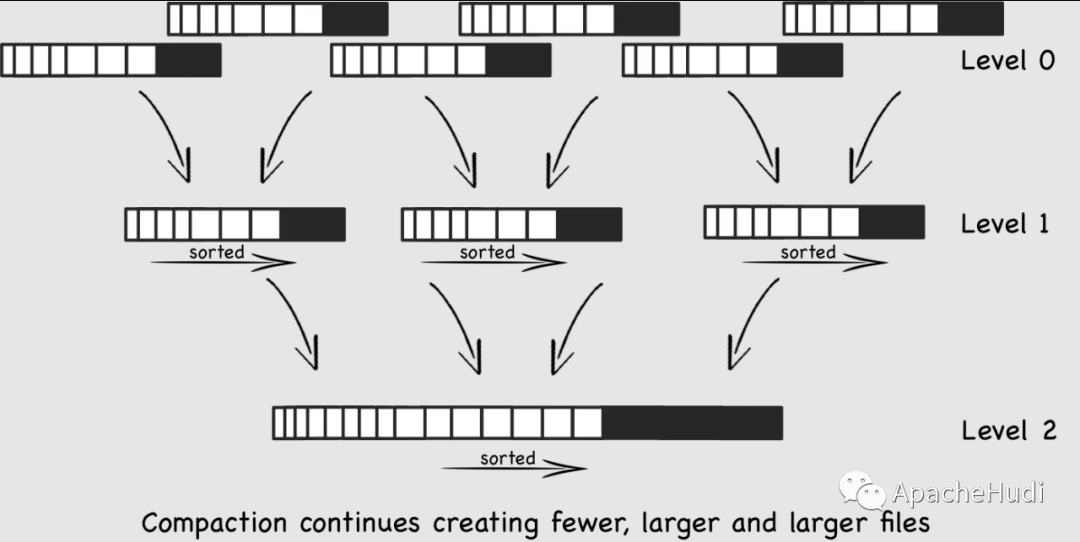 Level 0
Level 1
sorted
sorted
sorted
Level 2
sorted
ApacheHudi
Compaction continues creating fewer, larger and larger files